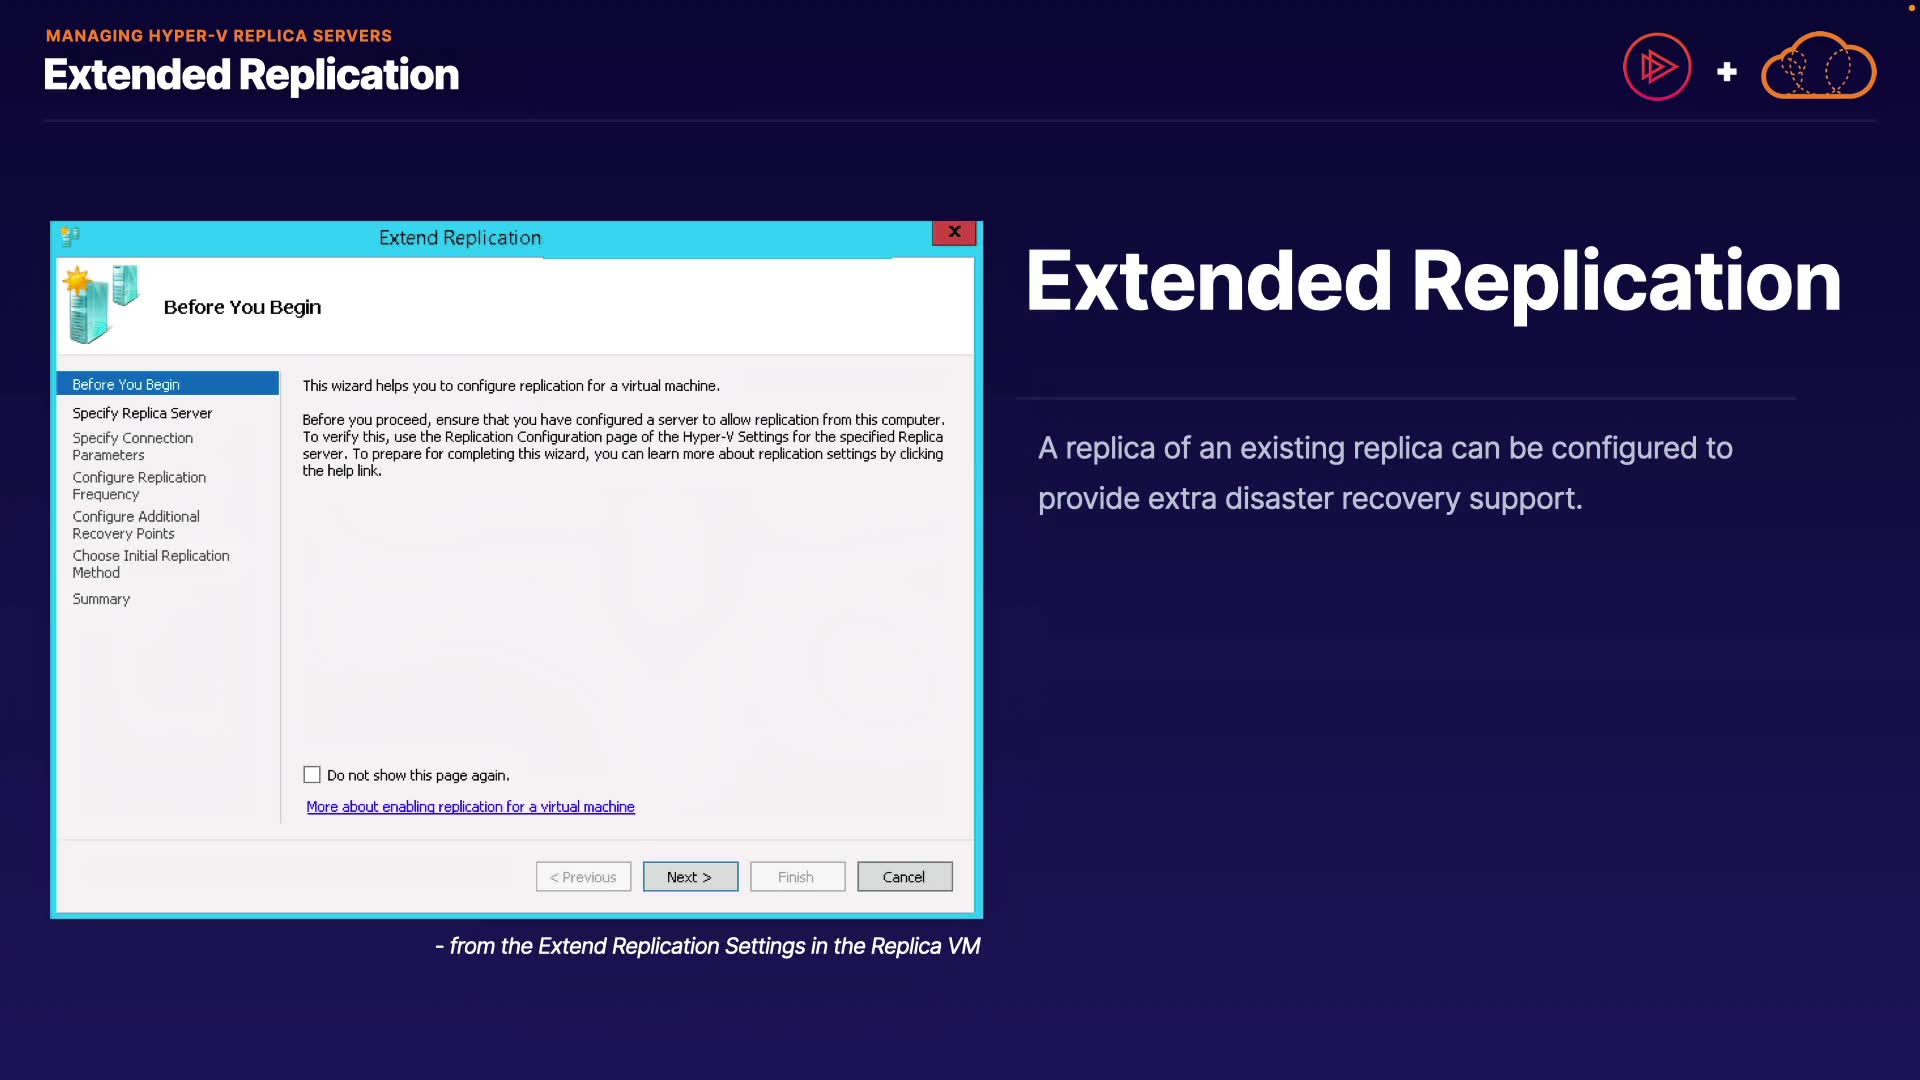 MANAGING HYPER-V REPLICA SERVERS
Extended Replication
+
Extend Replication
x
Before You Begin
Before You Begin
Specify Replica Server
Specify Connection
Parameters
Configure Replication
Frequency
Configure Additional
Recovery Points
Choose Initial Replication
Method
Summary
This wizard helps you to configure replication for a virtual machine.
Before you proceed, ensure that you have configured a server to allow replication from this computer.
To verify this, use the Replication Configuration page of the Hyper-V Settings for the specified Replica
server. To prepare for completing this wizard, you can learn more about replication settings by clicking
the help link.
Do not show this page again.
More about enabling replication for a virtual machine
< Previous
Next >
Finish
Cancel
- from the Extend Replication Settings in the Replica VM
Extended Replication
A replica of an existing replica can be configured to
provide extra disaster recovery support.